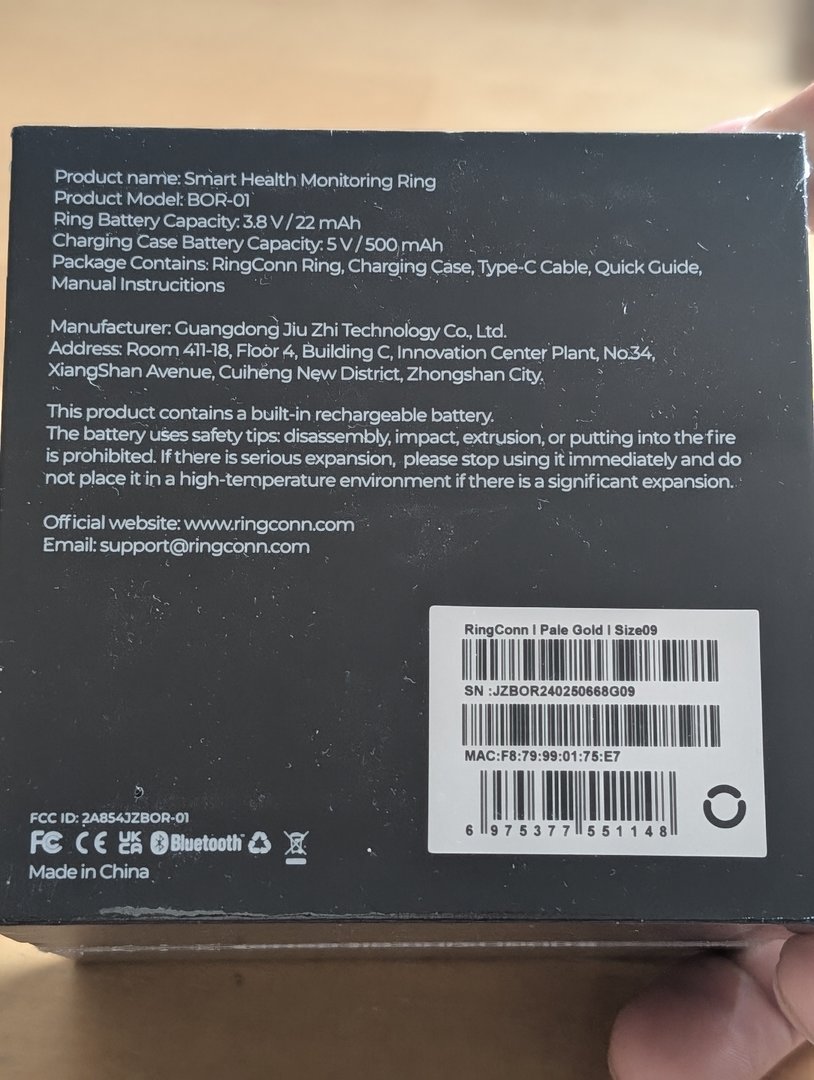 Product name: Smart Health Monitoring Ring
Product Model: BOR-01
Ring Battery Capacity: 3.8 V / 22 mAh
Charging Case Battery Capacity: 5 V / 500 mAh
Package Contains: RingConn Ring, Charging Case, Type-C Cable, Quick Guide,
Manual Instrucitions
Manufacturer: Guangdong Jiu Zhi Technology Co., Ltd.
Address: Room 411-18, Floor 4, Building C, Innovation Center Plant, No.34,
XiangShan Avenue, Cuiheng New District, Zhongshan City.
This product contains a built-in rechargeable battery.
The battery uses safety tips: disassembly, impact, extrusion, or putting into the fire
is prohibited. If there is serious expansion, please stop using it immediately and do
not place it in a high-temperature environment if there is a significant expansion.
Official website: www.ringconn.com
Email: support@ringconn.com
RingConn | Pale Gold | Size09
SN :JZBOR240250668G09
MAC:F8:79:99:01:75:E7
6 975377 551148
FCC ID: 2A854JZBOR-01
FC CE UK CA Bluetooth
Made in China